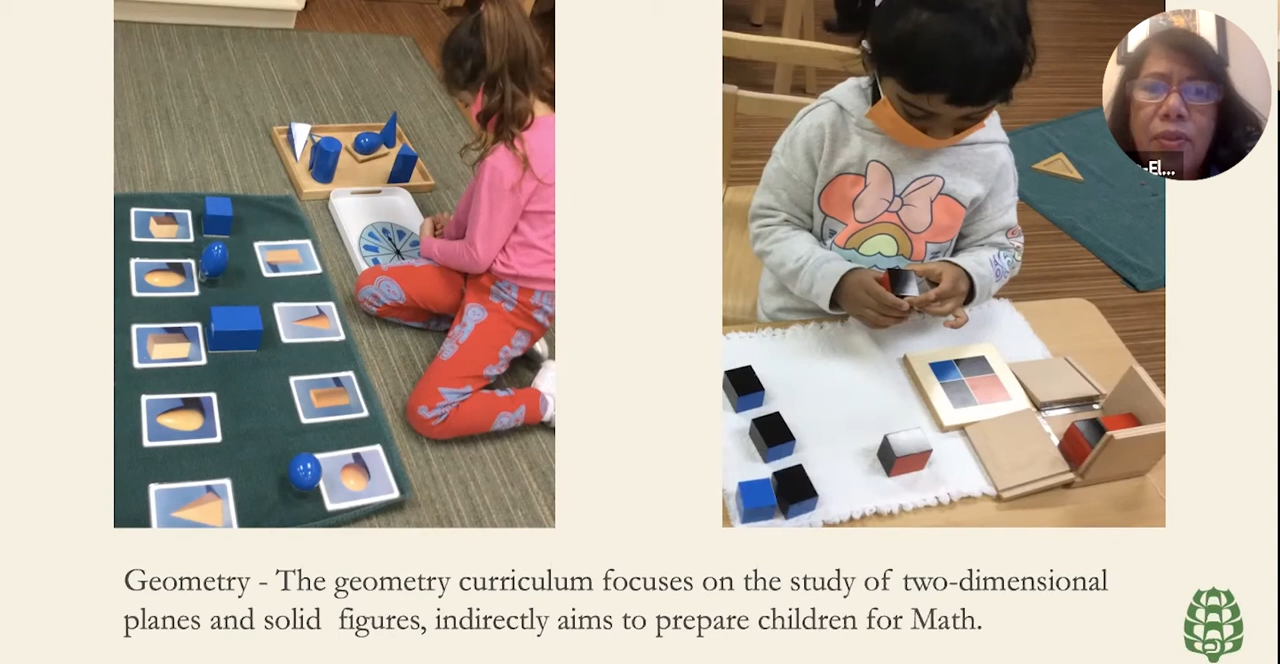 -El...
Geometry - The geometry curriculum focuses on the study of two-dimensional
planes and solid figures, indirectly aims to prepare children for Math.